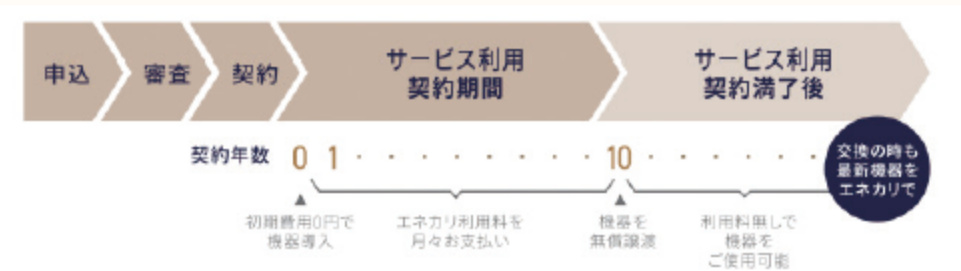 申込
審査
契約
サービス利用
契約期間
サービス利用
契約満了後
契約年数
0 1 ・ ・ ・ ・ ・ ・ ・ ・ 10 ・ ・ ・ ・ ・ ・
交換の時も
最新機器を
エネカリで
初期費用0円で
機器導入
エネカリ利用料を
月々お支払い
機器を
無償譲渡
利用料無しで
機器を
ご使用可能